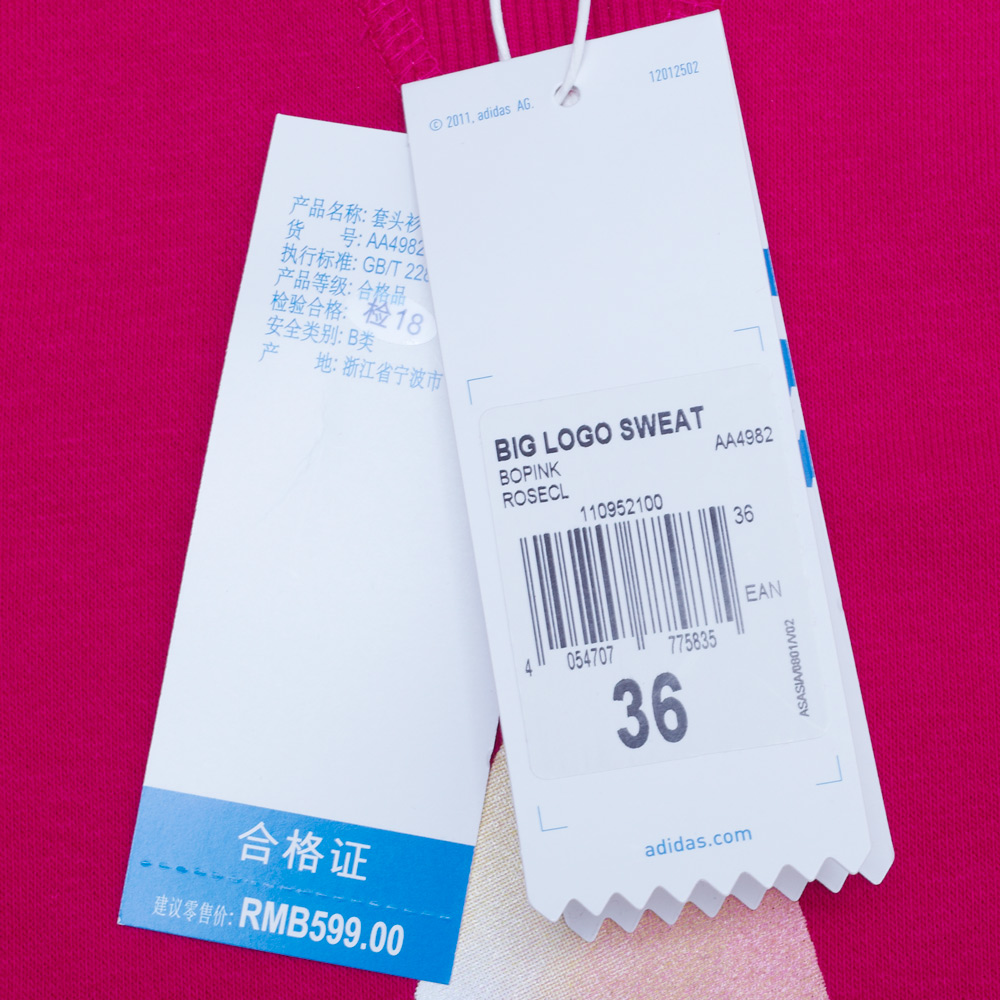 产品名称: 套头衫
货 号: AA4982
执行标准: GB/T 228
产品等级: 合格品
检验合格: 检18
安全类别: B类
产 地: 浙江省宁波市
合格证
建议零售价: RMB599.00
© 2011, adidas AG.
12012502
BIG LOGO SWEAT
AA4982
BOPINK
ROSECL
110952100
36
EAN
4 054707 775835
36
ASASIA/0801/V02
adidas.com